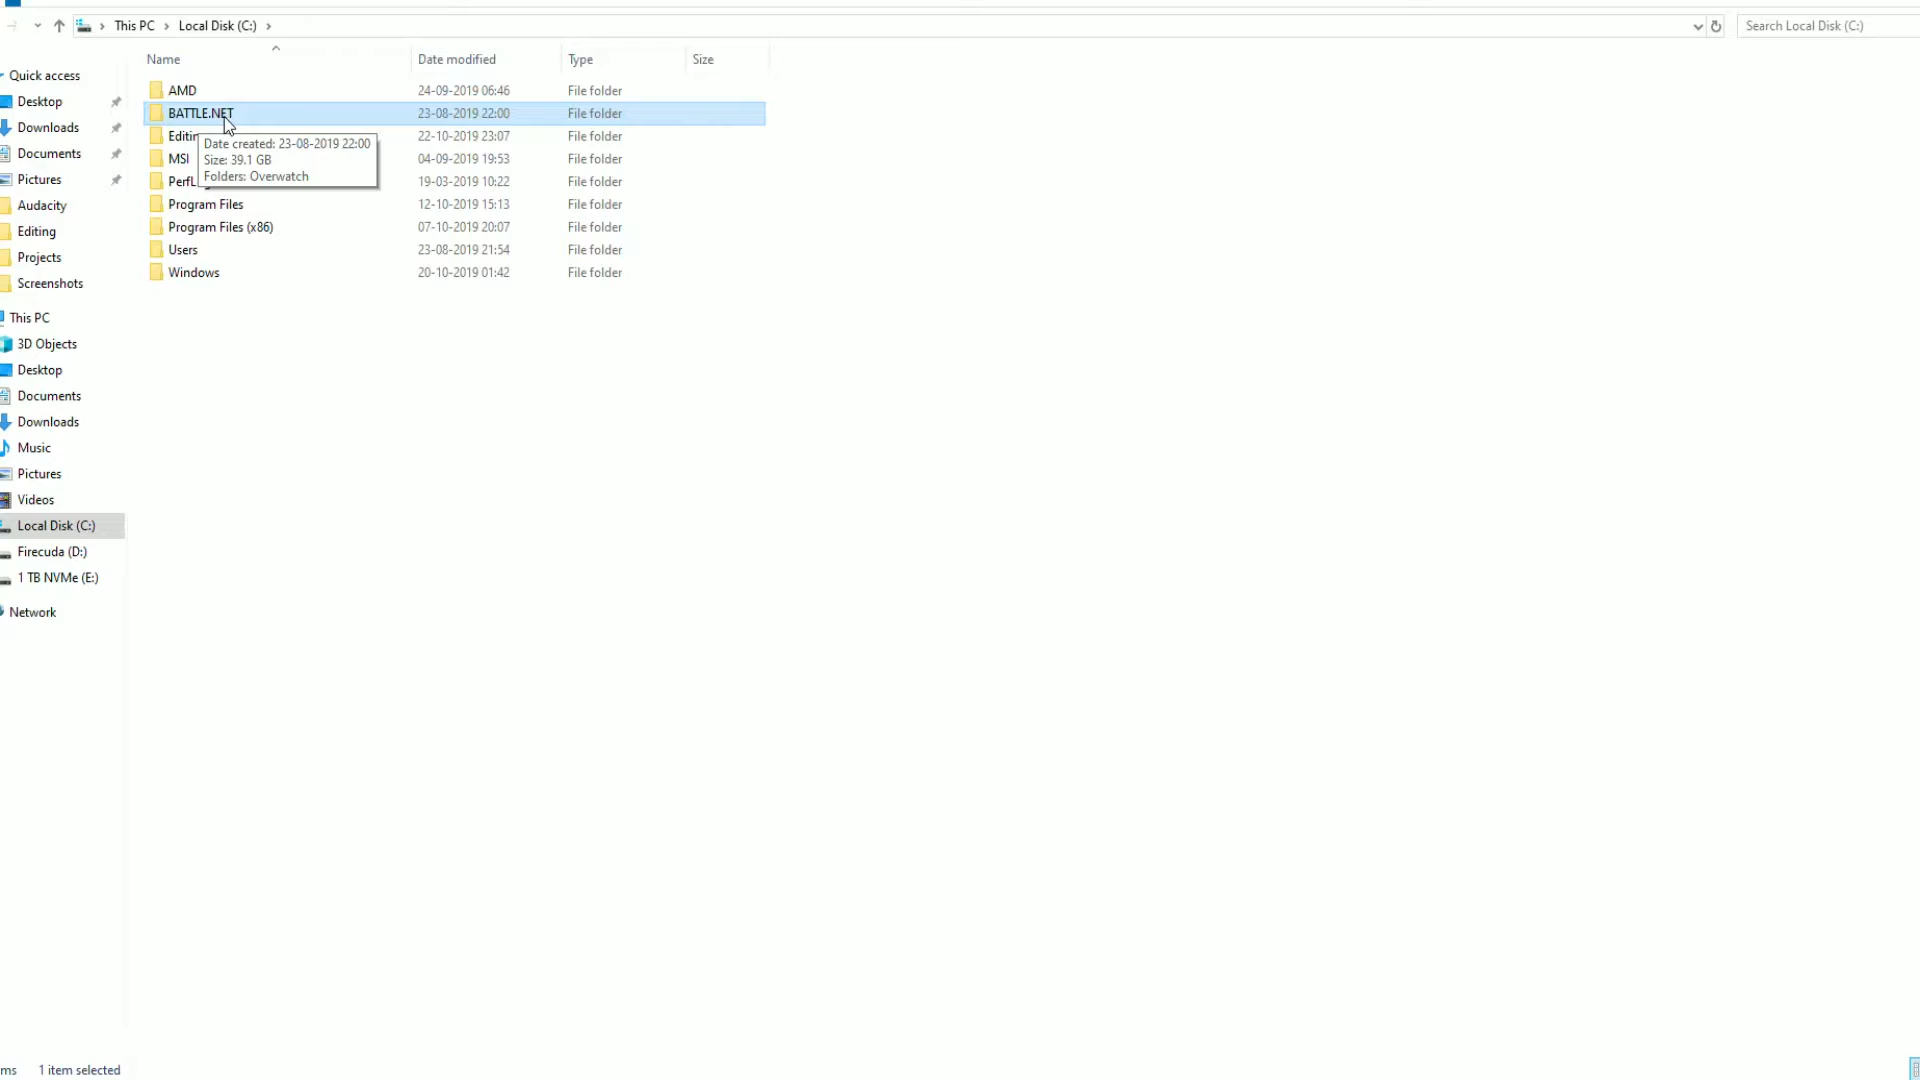 This PC > Local Disk (C:) >
Search Local Disk (C:)
Name Date modified Type Size
Quick access
Desktop
Downloads
Documents
Pictures
Audacity
Editing
Projects
Screenshots
This PC
3D Objects
Desktop
Documents
Downloads
Music
Pictures
Videos
Local Disk (C:)
Firecuda (D:)
1 TB NVMe (E:)
Network
AMD 24-09-2019 06:46 File folder
BATTLE.NET 23-08-2019 22:00 File folder
Editin 22-10-2019 23:07 File folder
MSI 04-09-2019 19:53 File folder
PerfL 19-03-2019 10:22 File folder
Program Files 12-10-2019 15:13 File folder
Program Files (x86) 07-10-2019 20:07 File folder
Users 23-08-2019 21:54 File folder
Windows 20-10-2019 01:42 File folder
Date created: 23-08-2019 22:00
Size: 39.1 GB
Folders: Overwatch
ms 1 item selected